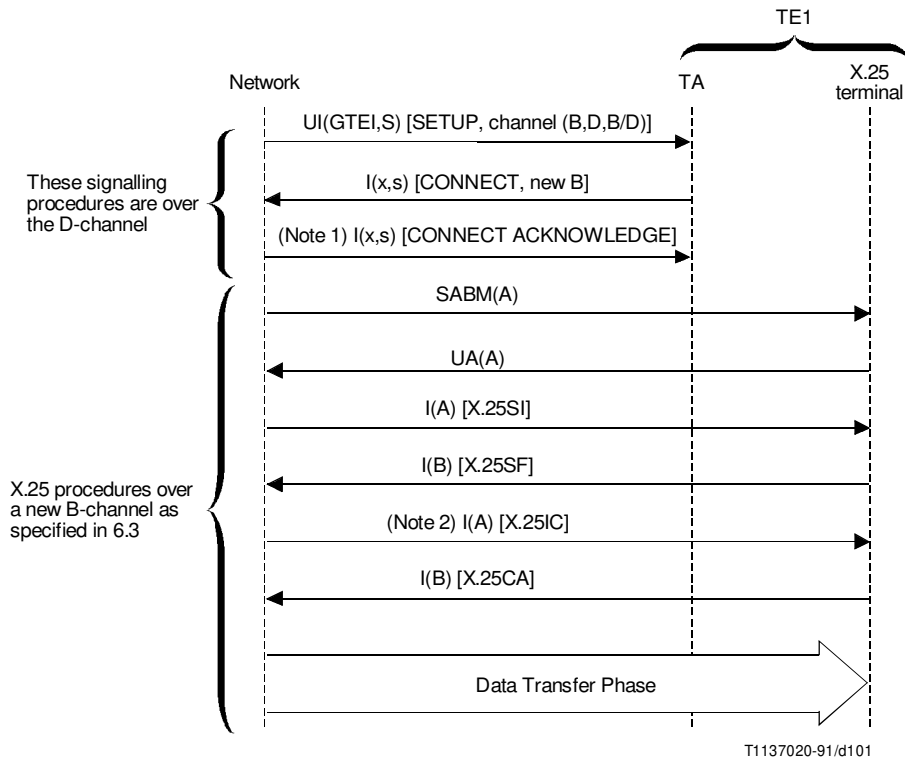 TE1
Network
TA
X.25
terminal
UI(GTEI,S) [SETUP, channel (B,D,B/D)]
I(x,s) [CONNECT, new B]
(Note 1) I(x,s) [CONNECT ACKNOWLEDGE]
These signalling
procedures are over
the D-channel
SABM(A)
UA(A)
I(A) [X.25SI]
I(B) [X.25SF]
(Note 2) I(A) [X.25IC]
I(B) [X.25CA]
X.25 procedures over
a new B-channel as
specified in 6.3
Data Transfer Phase
T1137020-91/d101